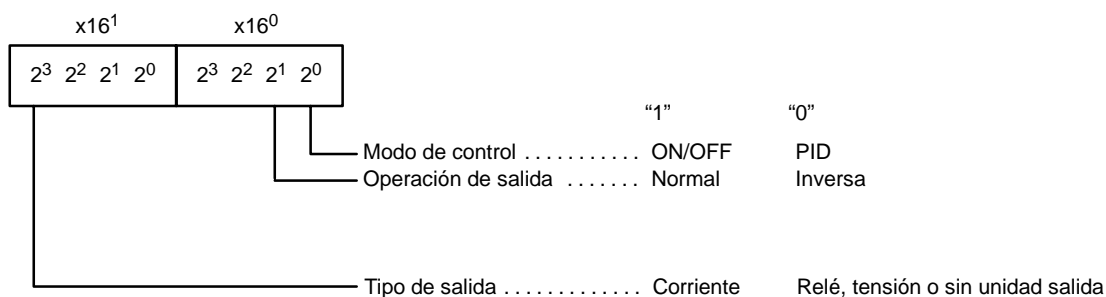 x16¹ x16⁰
2³ 2² 2¹ 2⁰ 2³ 2² 2¹ 2⁰
“1” “0”
Modo de control . . . . . . . . . . . ON/OFF PID
Operación de salida . . . . . . . Normal Inversa
Tipo de salida . . . . . . . . . . . . . Corriente Relé, tensión o sin unidad salida